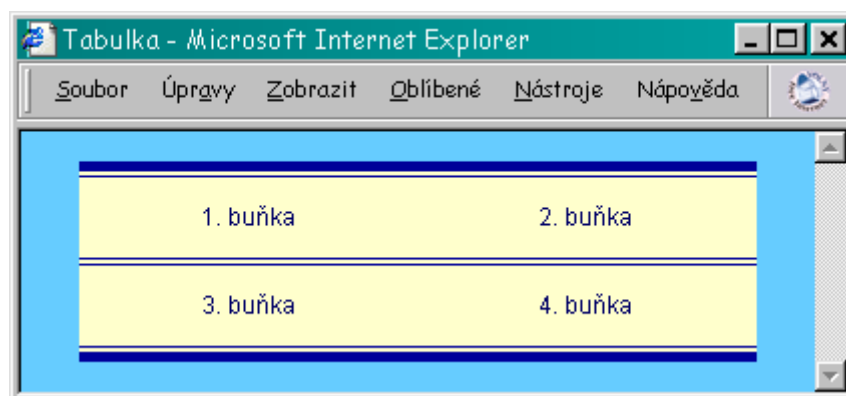 Tabulka - Microsoft Internet Explorer
Soubor Úpravy Zobrazit Oblíbené Nástroje Nápověda
1. buňka 2. buňka
3. buňka 4. buňka